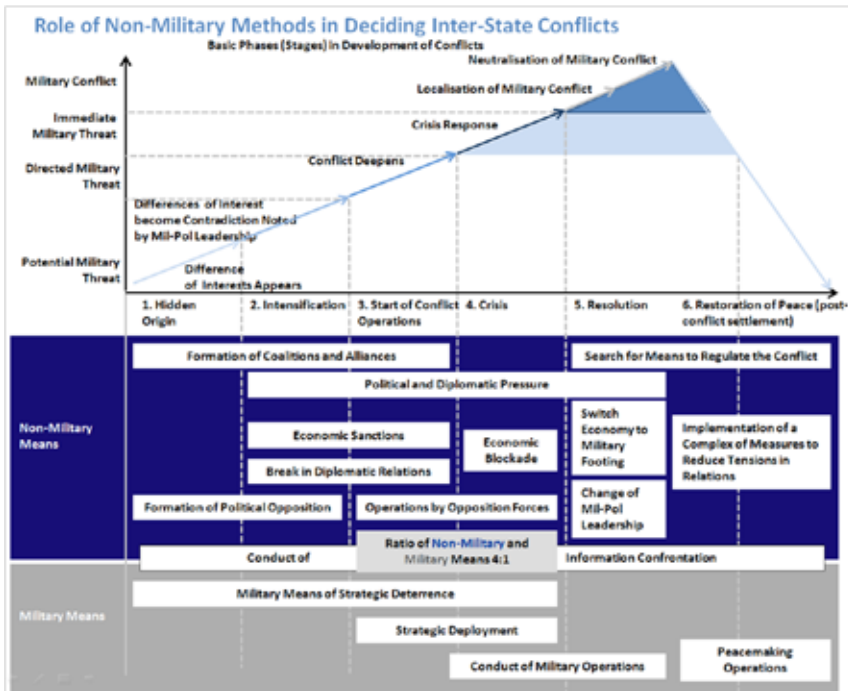 Role of Non-Military Methods in Deciding Inter-State Conflicts
Basic Phases (Stages) in Development of Conflicts
Neutralisation of Military Conflict
Military Conflict
Localisation of Military Conflict
Immediate
Military Threat
Crisis Response
Directed Military
Threat
Conflict Deepens
Differences of Interest
become Contradiction Noted
by Mil-Pol Leadership
Potential Military
Threat
Difference
of Interests Appears
1. Hidden
Origin
2. Intensification
3. Start of Conflict
Operations
4. Crisis
5. Resolution
6. Restoration of Peace (post-
conflict settlement)
Non-Military
Means
Formation of Coalitions and Alliances
Search for Means to Regulate the Conflict
Political and Diplomatic Pressure
Economic Sanctions
Economic
Blockade
Switch
Economy to
Military
Footing
Implementation of a
Complex of Measures to
Reduce Tensions in
Relations
Break in Diplomatic Relations
Formation of Political Opposition
Operations by Opposition Forces
Change of
Mil-Pol
Leadership
Ratio of Non-Military and
Military Means 4:1
Conduct of
Information Confrontation
Military Means
Military Means of Strategic Deterrence
Strategic Deployment
Conduct of Military Operations
Peacemaking
Operations